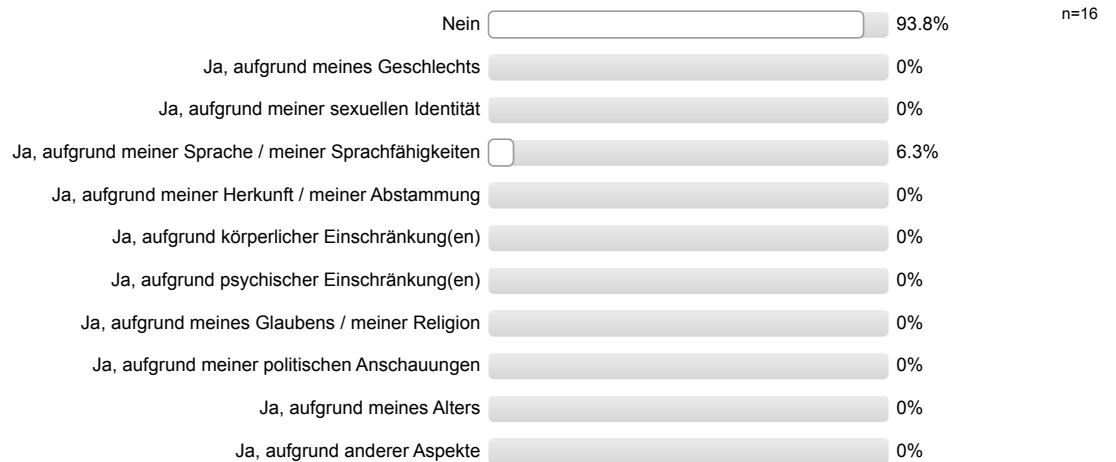 Nein 93.8% n=16
Ja, aufgrund meines Geschlechts 0%
Ja, aufgrund meiner sexuellen Identität 0%
Ja, aufgrund meiner Sprache / meiner Sprachfähigkeiten 6.3%
Ja, aufgrund meiner Herkunft / meiner Abstammung 0%
Ja, aufgrund körperlicher Einschränkung(en) 0%
Ja, aufgrund psychischer Einschränkung(en) 0%
Ja, aufgrund meines Glaubens / meiner Religion 0%
Ja, aufgrund meiner politischen Anschauungen 0%
Ja, aufgrund meines Alters 0%
Ja, aufgrund anderer Aspekte 0%